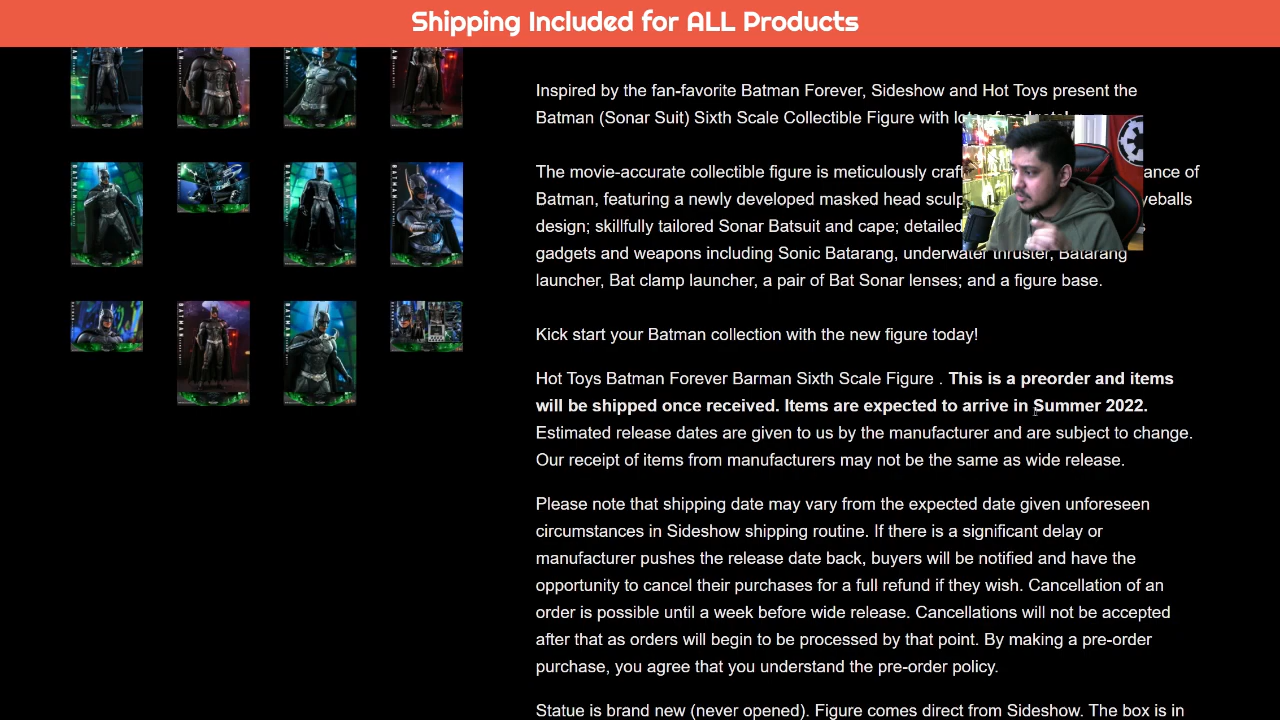 Shipping Included for ALL Products
Inspired by the fan-favorite Batman Forever, Sideshow and Hot Toys present the
Batman (Sonar Suit) Sixth Scale Collectible Figure with
The movie-accurate collectible figure is meticulously ance of
Batman, featuring a newly developed masked head yeballs
design; skillfully tailored Sonar Batsuit and cape; detailed
gadgets and weapons including Sonic Batarang, underwater thruster, Batarang
launcher, Bat clamp launcher, a pair of Bat Sonar lenses; and a figure base.
Kick start your Batman collection with the new figure today!
Hot Toys Batman Forever Barman Sixth Scale Figure . This is a preorder and items
will be shipped once received. Items are expected to arrive in Summer 2022.
Estimated release dates are given to us by the manufacturer and are subject to change.
Our receipt of items from manufacturers may not be the same as wide release.
Please note that shipping date may vary from the expected date given unforeseen
circumstances in Sideshow shipping routine. If there is a significant delay or
manufacturer pushes the release date back, buyers will be notified and have the
opportunity to cancel their purchases for a full refund if they wish. Cancellation of an
order is possible until a week before wide release. Cancellations will not be accepted
after that as orders will begin to be processed by that point. By making a pre-order
purchase, you agree that you understand the pre-order policy.
Statue is brand new (never opened). Figure comes direct from Sideshow. The box is in